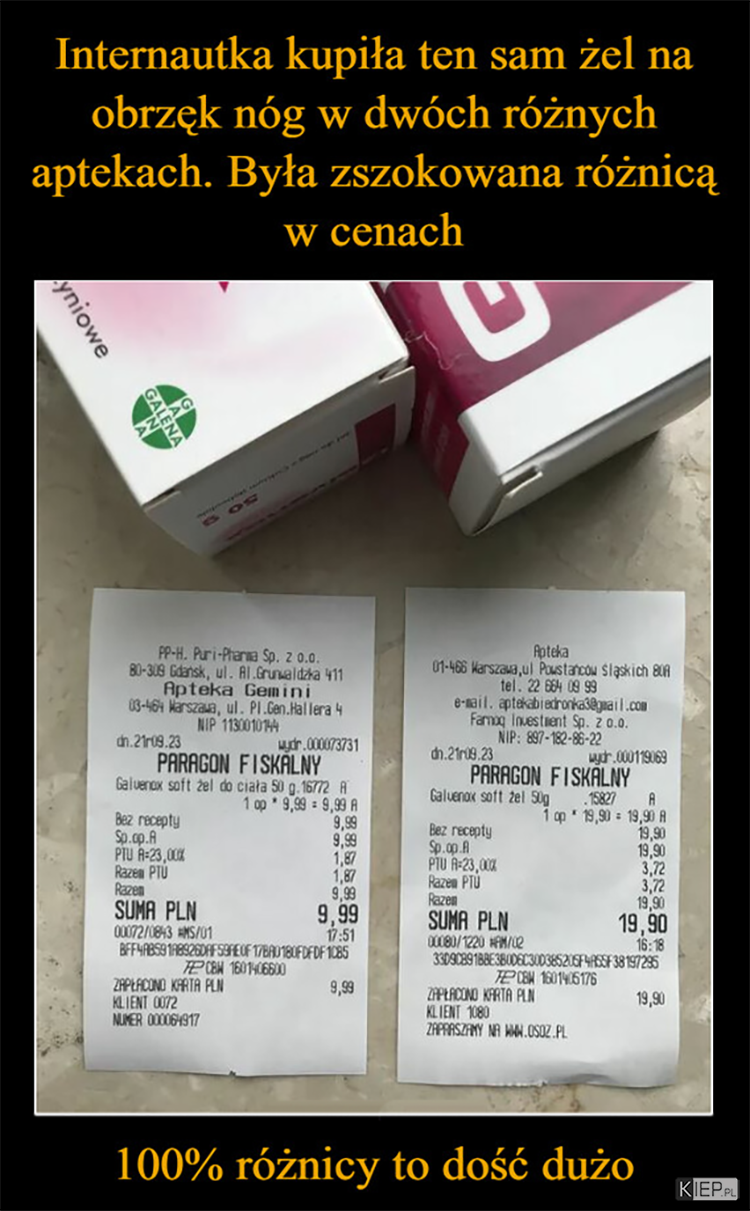 Internautka kupiła ten sam żel na
obrzęk nóg w dwóch różnych
aptekach. Była zszokowana różnicą
w cenach
yniowe
GALENA
50 g
PP-H. Puri-Pharma Sp. z o.o.
80-309 Gdańsk, ul. Al.Grunwaldzka 411
Apteka Gemini
03-464 Warszawa, ul. Pl.Gen.Hallera 4
NIP 1130010144
dn.21r09.23 wydr.000073731
PARAGON FISKALNY
Galvenox soft żel do ciała 50 g.16772 A
1 op * 9,99 = 9,99 A
Bez recepty 9,99
Sp.op.A 9,99
PTU A=23,00% 1,87
Razem PTU 1,87
Razem 9,99
SUMA PLN 9,99
00072/0843 #MS/01 17:51
CBW 1601406600
ZAPŁACONO KARTA PLN 9,99
KLIENT 0072
NUMER 000064917
Apteka
01-466 Warszawa,ul Powstańców Śląskich 80A
tel. 22 664 09 99
e-mail. aptekabiedronka3@gmail.com
Farnoq Investment Sp. z o.o.
NIP: 897-182-86-22
dn.21r09.23 wydr.000119069
PARAGON FISKALNY
Galvenox soft żel 50g .15827 A
1 op * 19,90 = 19,90 A
Bez recepty 19,90
Sp.op.A 19,90
PTU A=23,00% 3,72
Razem PTU 3,72
Razem 19,90
SUMA PLN 19,90
00080/1220 #AM/02 16:18
CBW 1601405176
ZAPŁACONO KARTA PLN 19,90
KLIENT 1080
ZAPRASZAMY NA WWW.OSOZ.PL
100% różnicy to dość dużo
KIEP.PL